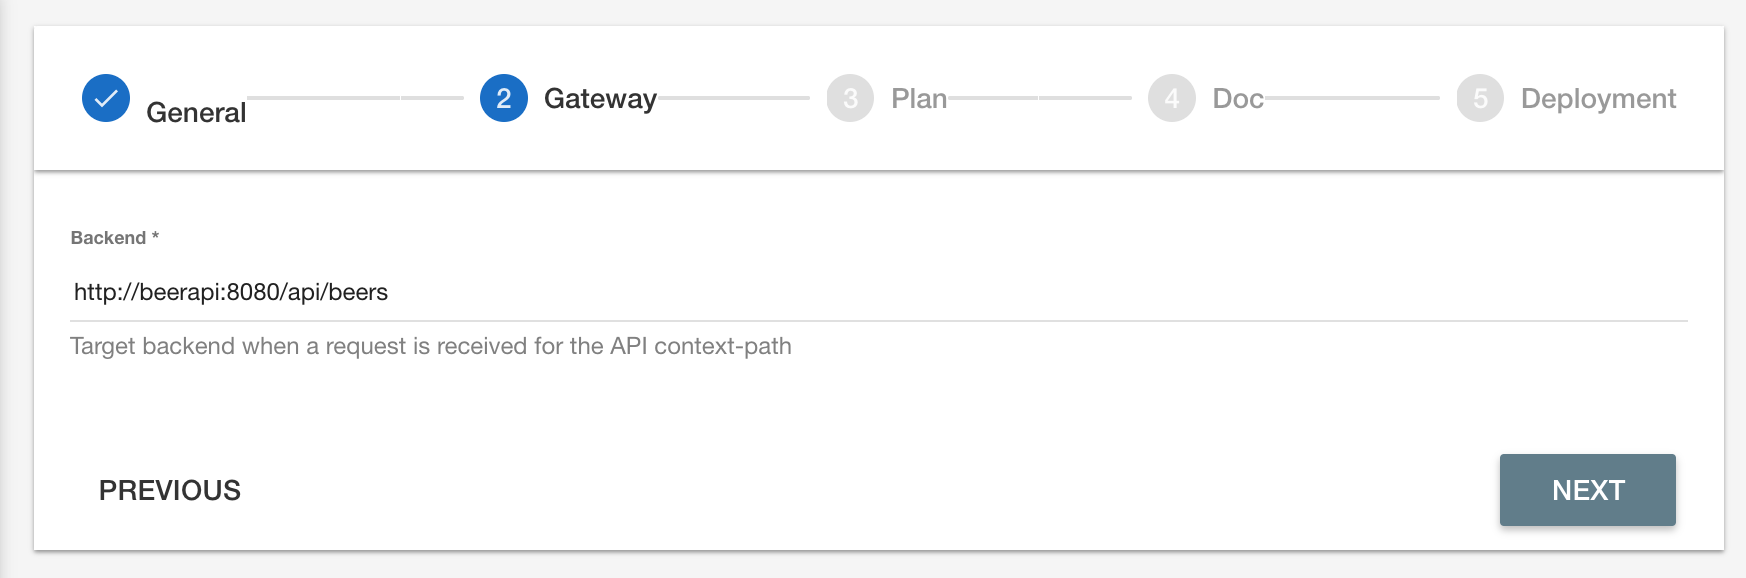 General 2 Gateway 3 Plan 4 Doc 5 Deployment
Backend *
http://beerapi:8080/api/beers
Target backend when a request is received for the API context-path
PREVIOUS NEXT